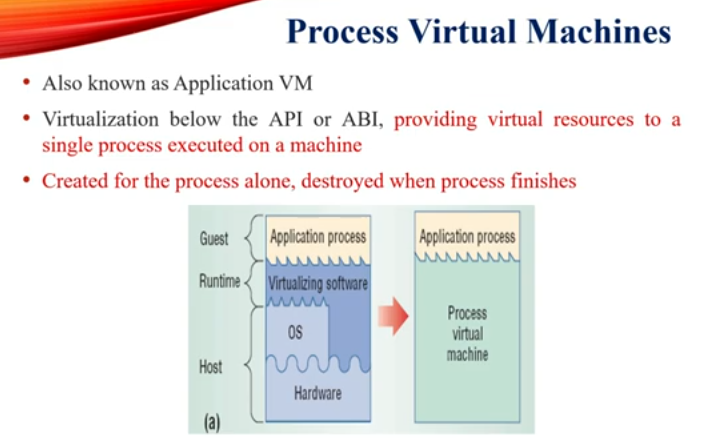 Process Virtual Machines
• Also known as Application VM
• Virtualization below the API or ABI, providing virtual resources to a
single process executed on a machine
• Created for the process alone, destroyed when process finishes
Guest
Application process
Application process
Runtime
Virtualizing software
OS
Process
virtual
machine
Host
Hardware
(a)